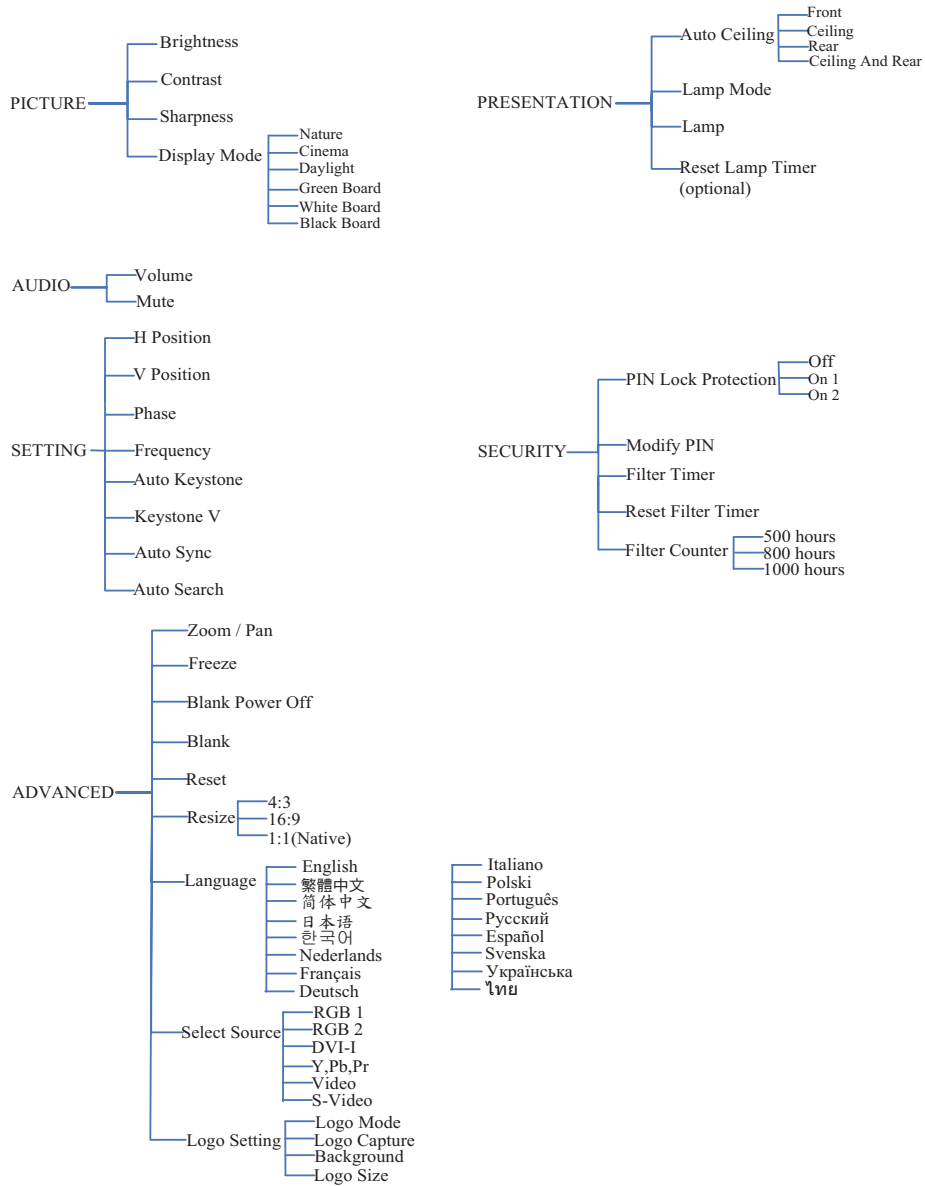 PICTURE
Brightness
Contrast
Sharpness
Display Mode
Nature
Cinema
Daylight
Green Board
White Board
Black Board
PRESENTATION
Auto Ceiling
Front
Ceiling
Rear
Ceiling And Rear
Lamp Mode
Lamp
Reset Lamp Timer
(optional)
AUDIO
Volume
Mute
SETTING
H Position
V Position
Phase
Frequency
Auto Keystone
Keystone V
Auto Sync
Auto Search
SECURITY
PIN Lock Protection
Off
On 1
On 2
Modify PIN
Filter Timer
Reset Filter Timer
Filter Counter
500 hours
800 hours
1000 hours
ADVANCED
Zoom / Pan
Freeze
Blank Power Off
Blank
Reset
Resize
4:3
16:9
1:1(Native)
Language
English
繁體中文
简体中文
日本语
한국어
Nederlands
Français
Deutsch
Italiano
Polski
Português
Русский
Español
Svenska
Українська
ไทย
Select Source
RGB 1
RGB 2
DVI-I
Y,Pb,Pr
Video
S-Video
Logo Setting
Logo Mode
Logo Capture
Background
Logo Size